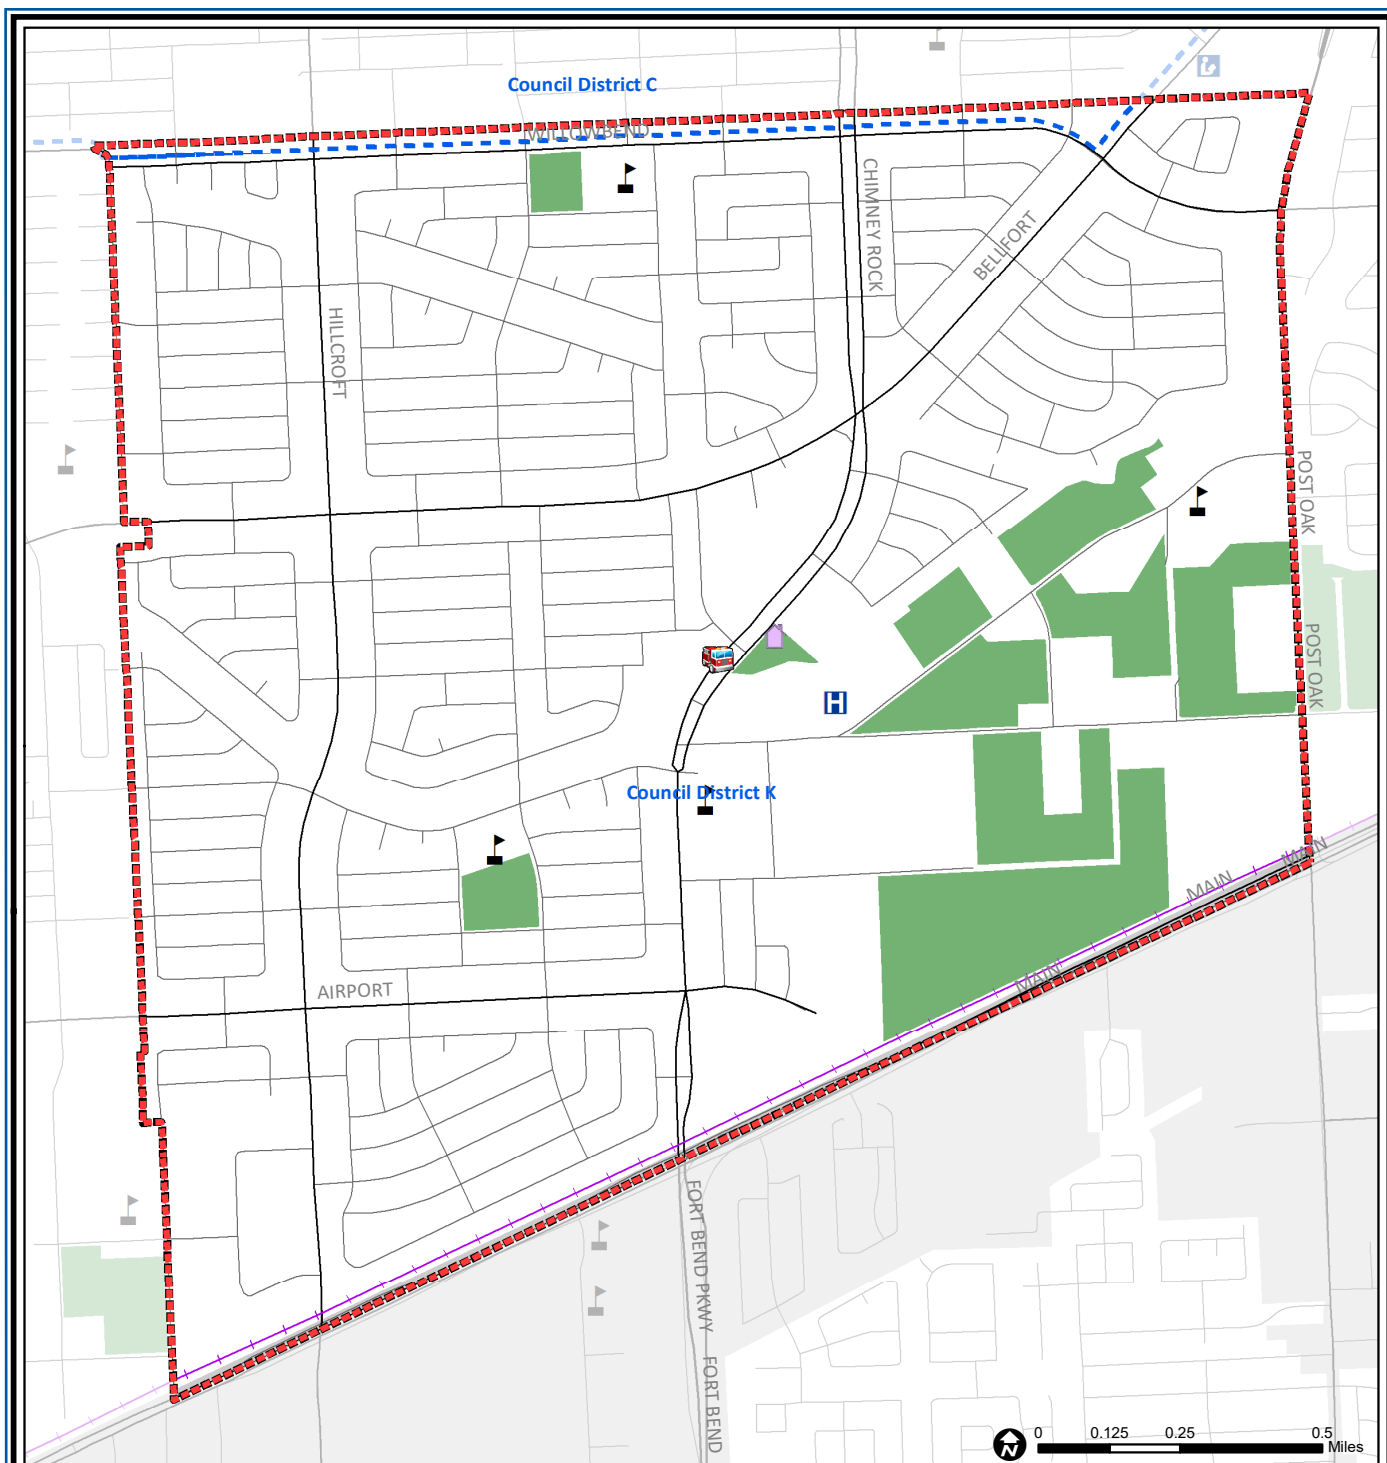 Council District C
WILLOWBEND
CHIMNEY ROCK
BELLFORT
HILLCROFT
POST OAK
POST OAK
H
Council District K
MAIN
MAIN
MAIN
AIRPORT
FORT BEND PKWY
FORT BEND
N
0 0.125 0.25 0.5
Miles